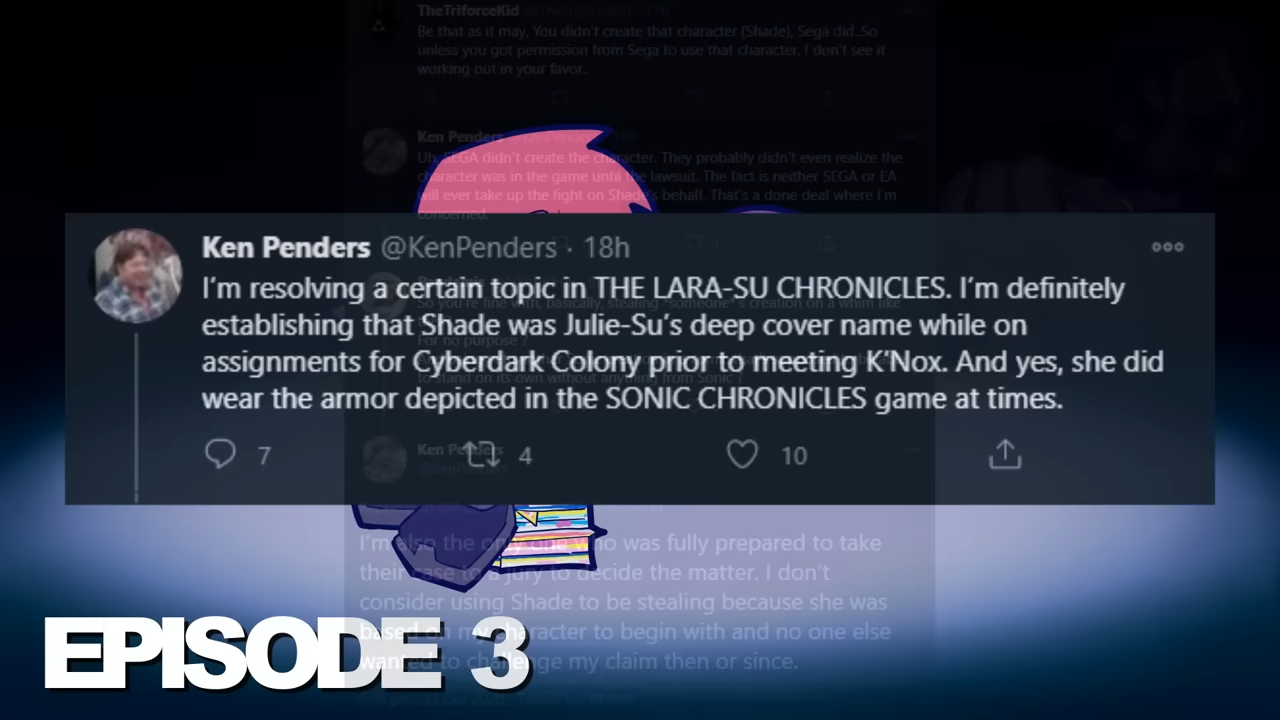 TheTriforceKid
Be that as it may, You didn't create that character (Shade), Sega did..So
unless you got permission from Sega to use that character, I don't see it
working out in your favor..
Ken Penders
Uh, SEGA didn't create the character. They probably didn't even realize the
character was in the game until the lawsuit. The fact is neither SEGA or EA
will ever take up the fight on Shade's behalf. That's a done deal where I'm
concerned.
Ken Penders @KenPenders · 18h
I'm resolving a certain topic in THE LARA-SU CHRONICLES. I'm definitely
establishing that Shade was Julie-Su's deep cover name while on
assignments for Cyberdark Colony prior to meeting K'Nox. And yes, she did
wear the armor depicted in the SONIC CHRONICLES game at times.
7 4 10
Ken Penders
I'm also the only one who was fully prepared to take
their case to a jury to decide the matter. I don't
consider using Shade to be stealing because she was
based on my character to begin with and no one else
wanted to challenge my claim then or since.
EPISODE 3